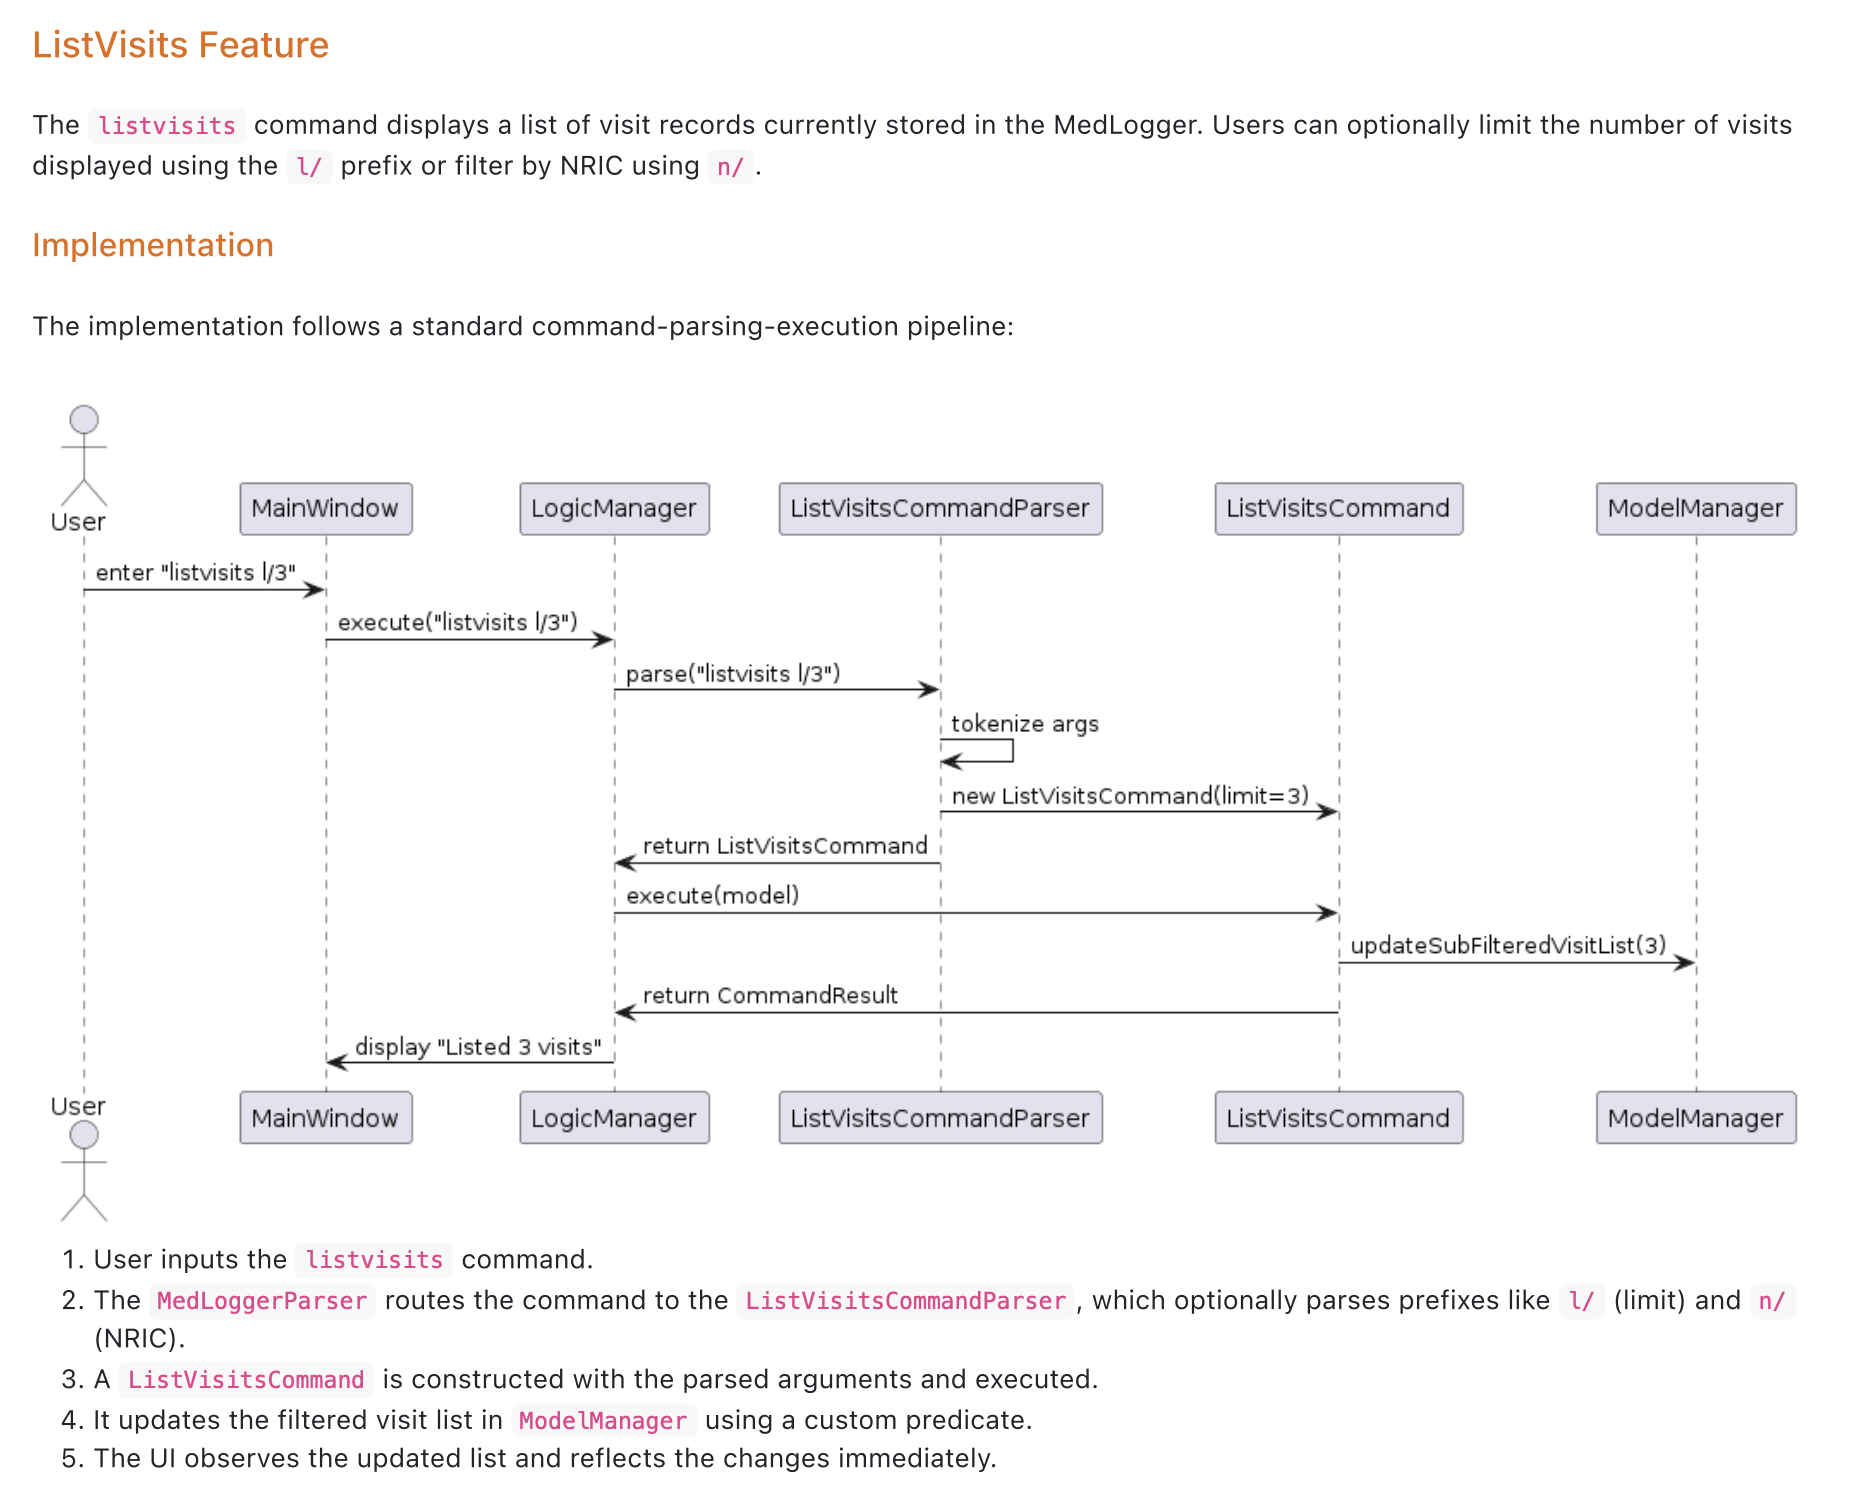 ListVisits Feature
The listvisits command displays a list of visit records currently stored in the MedLogger. Users can optionally limit the number of visits
displayed using the l/ prefix or filter by NRIC using n/ .
Implementation
The implementation follows a standard command-parsing-execution pipeline:
User
MainWindow
LogicManager
ListVisitsCommandParser
ListVisitsCommand
ModelManager
enter "listvisits l/3"
execute("listvisits l/3")
parse("listvisits l/3")
tokenize args
new ListVisitsCommand(limit=3)
return ListVisitsCommand
execute(model)
updateSubFilteredVisitList(3)
return CommandResult
display "Listed 3 visits"
User
MainWindow
LogicManager
ListVisitsCommandParser
ListVisitsCommand
ModelManager
1. User inputs the listvisits command.
2. The MedLoggerParser routes the command to the ListVisitsCommandParser , which optionally parses prefixes like l/ (limit) and n/
(NRIC).
3. A ListVisitsCommand is constructed with the parsed arguments and executed.
4. It updates the filtered visit list in ModelManager using a custom predicate.
5. The UI observes the updated list and reflects the changes immediately.